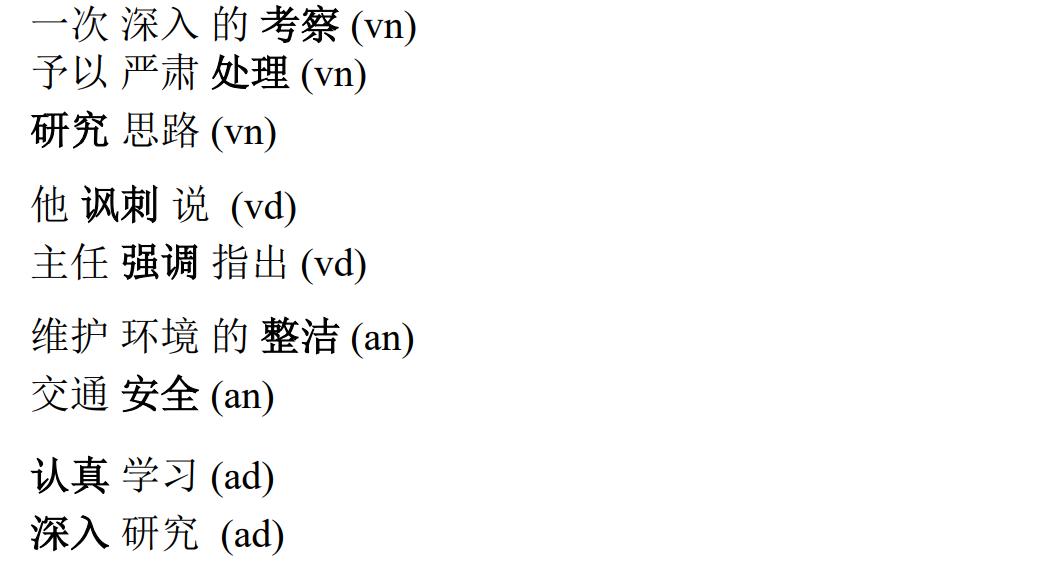 一次 深入 的 考察 (vn)
予以 严肃 处理 (vn)
研究 思路 (vn)
他 讽刺 说 (vd)
主任 强调 指出 (vd)
维护 环境 的 整洁 (an)
交通 安全 (an)
认真 学习 (ad)
深入 研究 (ad)